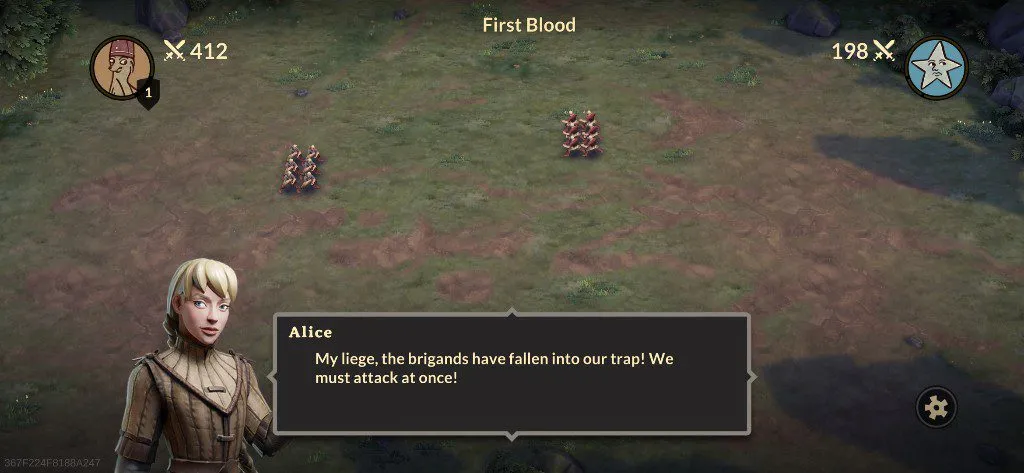 First Blood
412
198
1
Alice
My liege, the brigands have fallen into our trap! We
must attack at once!
367F224F8188A247